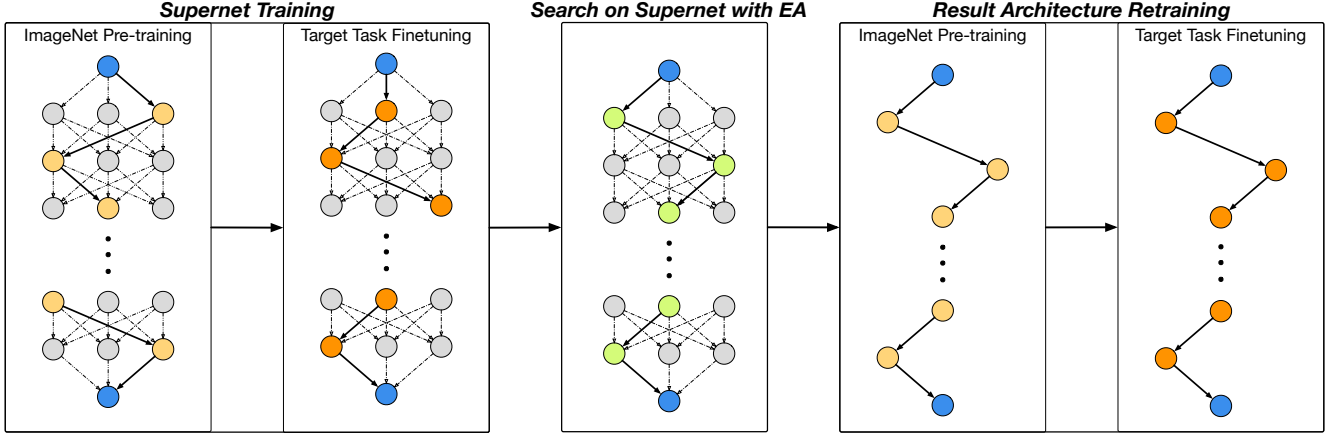 Supernet Training
Search on Supernet with EA
Result Architecture Retraining
ImageNet Pre-training
Target Task Finetuning
ImageNet Pre-training
Target Task Finetuning